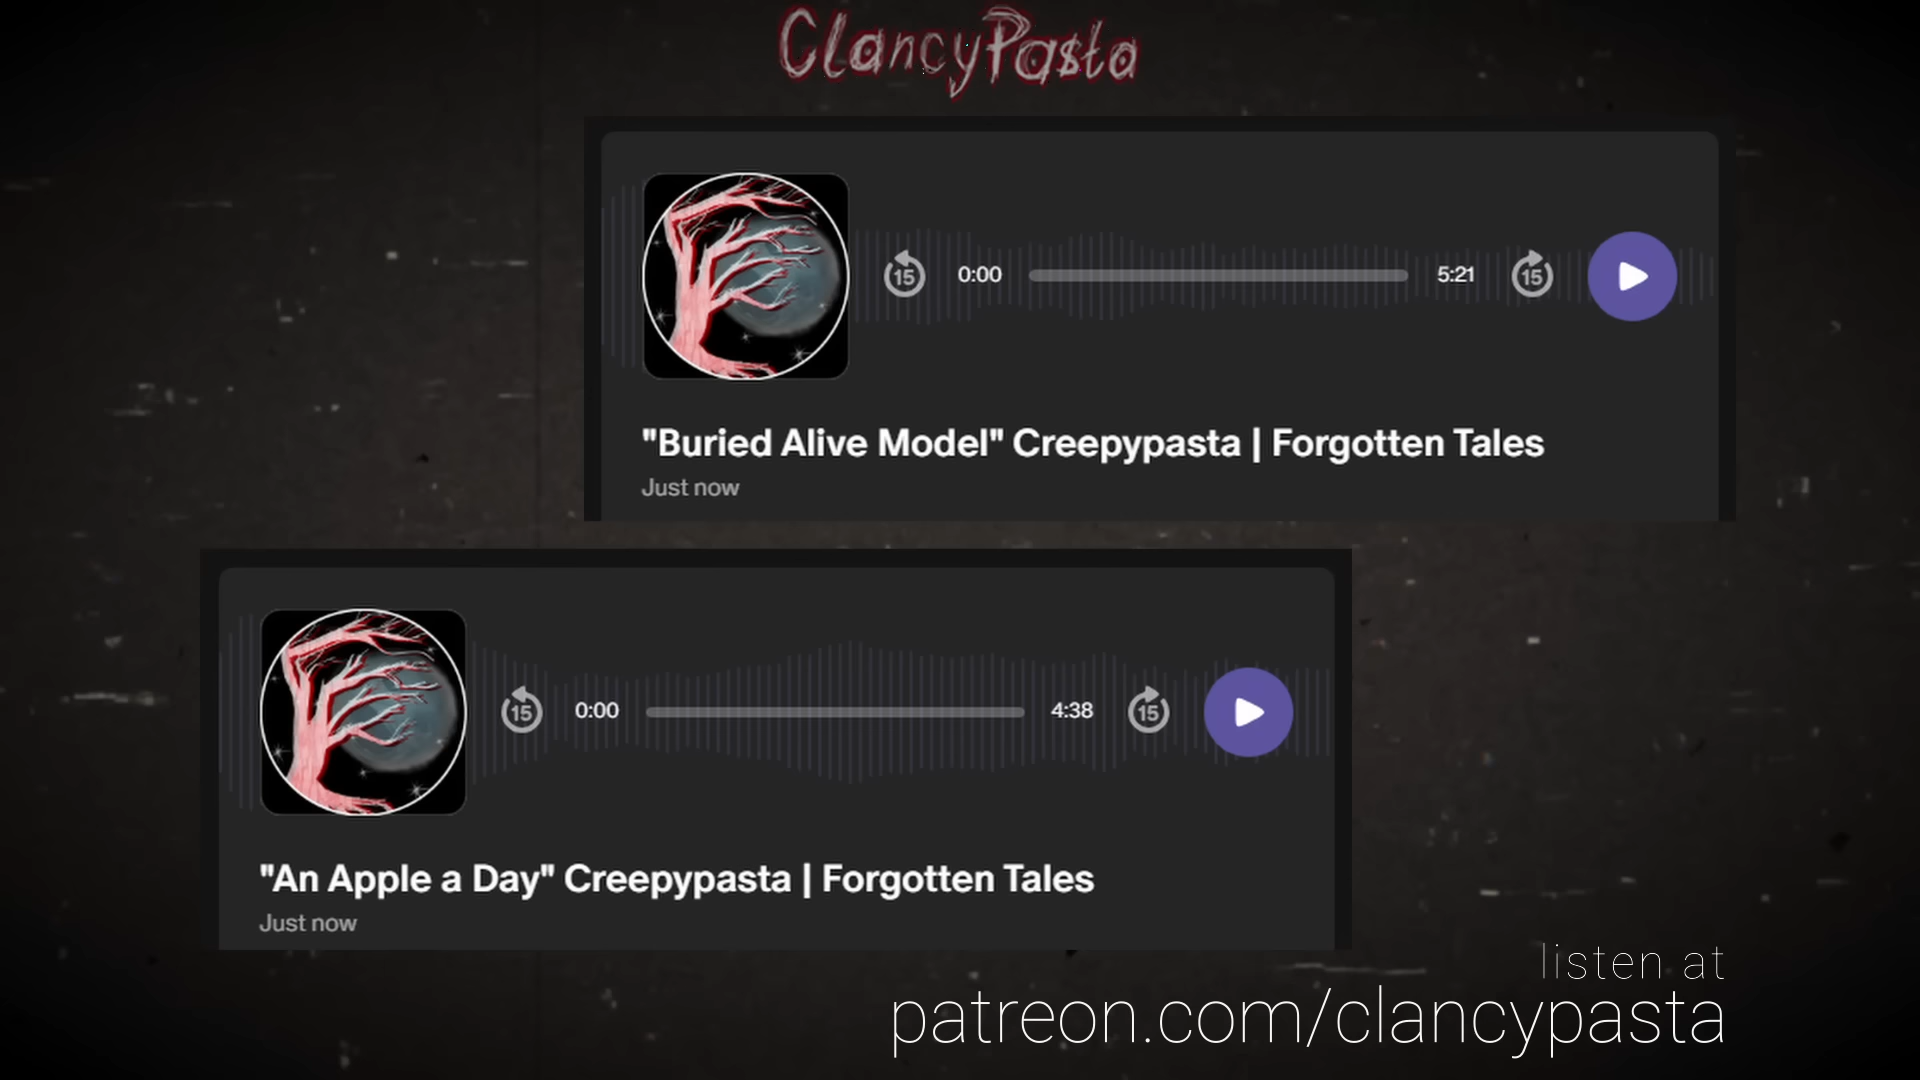 ClancyPasta
15 0:00 5:21 15
"Buried Alive Model" Creepypasta | Forgotten Tales
Just now
15 0:00 4:38 15
"An Apple a Day" Creepypasta | Forgotten Tales
Just now
listen at
patreon.com/clancypasta